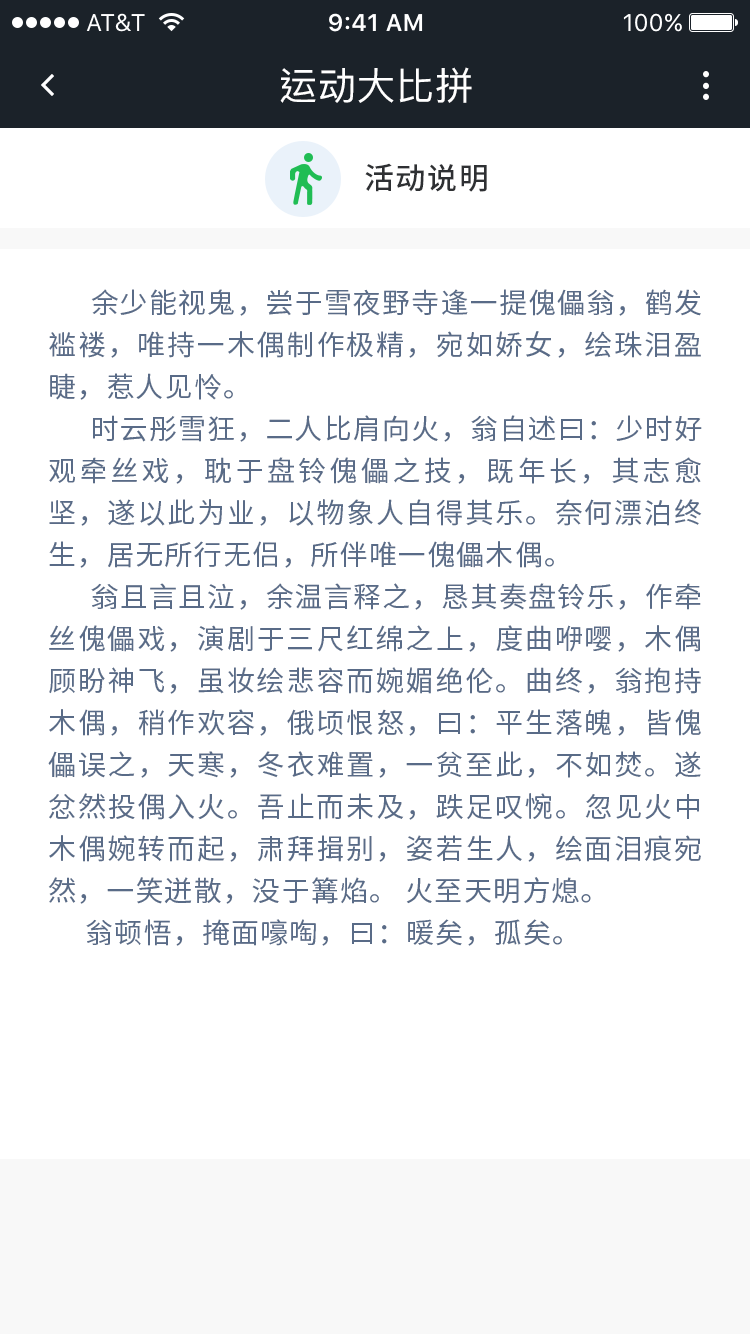 AT&T 9:41 AM 100%
运动大比拼
活动说明
余少能视鬼，尝于雪夜野寺逢一提傀儡翁，鹤发
褴褛，唯持一木偶制作极精，宛如娇女，绘珠泪盈
睫，惹人见怜。
时云彤雪狂，二人比肩向火，翁自述曰：少时好
观牵丝戏，耽于盘铃傀儡之技，既年长，其志愈
坚，遂以此为业，以物象人自得其乐。奈何漂泊终
生，居无所行无侣，所伴唯一傀儡木偶。
翁且言且泣，余温言释之，恳其奏盘铃乐，作牵
丝傀儡戏，演剧于三尺红绵之上，度曲咿嘤，木偶
顾盼神飞，虽妆绘悲容而婉媚绝伦。曲终，翁抱持
木偶，稍作欢容，俄顷恨怒，曰：平生落魄，皆傀
儡误之，天寒，冬衣难置，一贫至此，不如焚。遂
忿然投偶入火。吾止而未及，跌足叹惋。忽见火中
木偶婉转而起，肃拜揖别，姿若生人，绘面泪痕宛
然，一笑迸散，没于篝焰。 火至天明方熄。
翁顿悟，掩面嚎啕，曰：暖矣，孤矣。